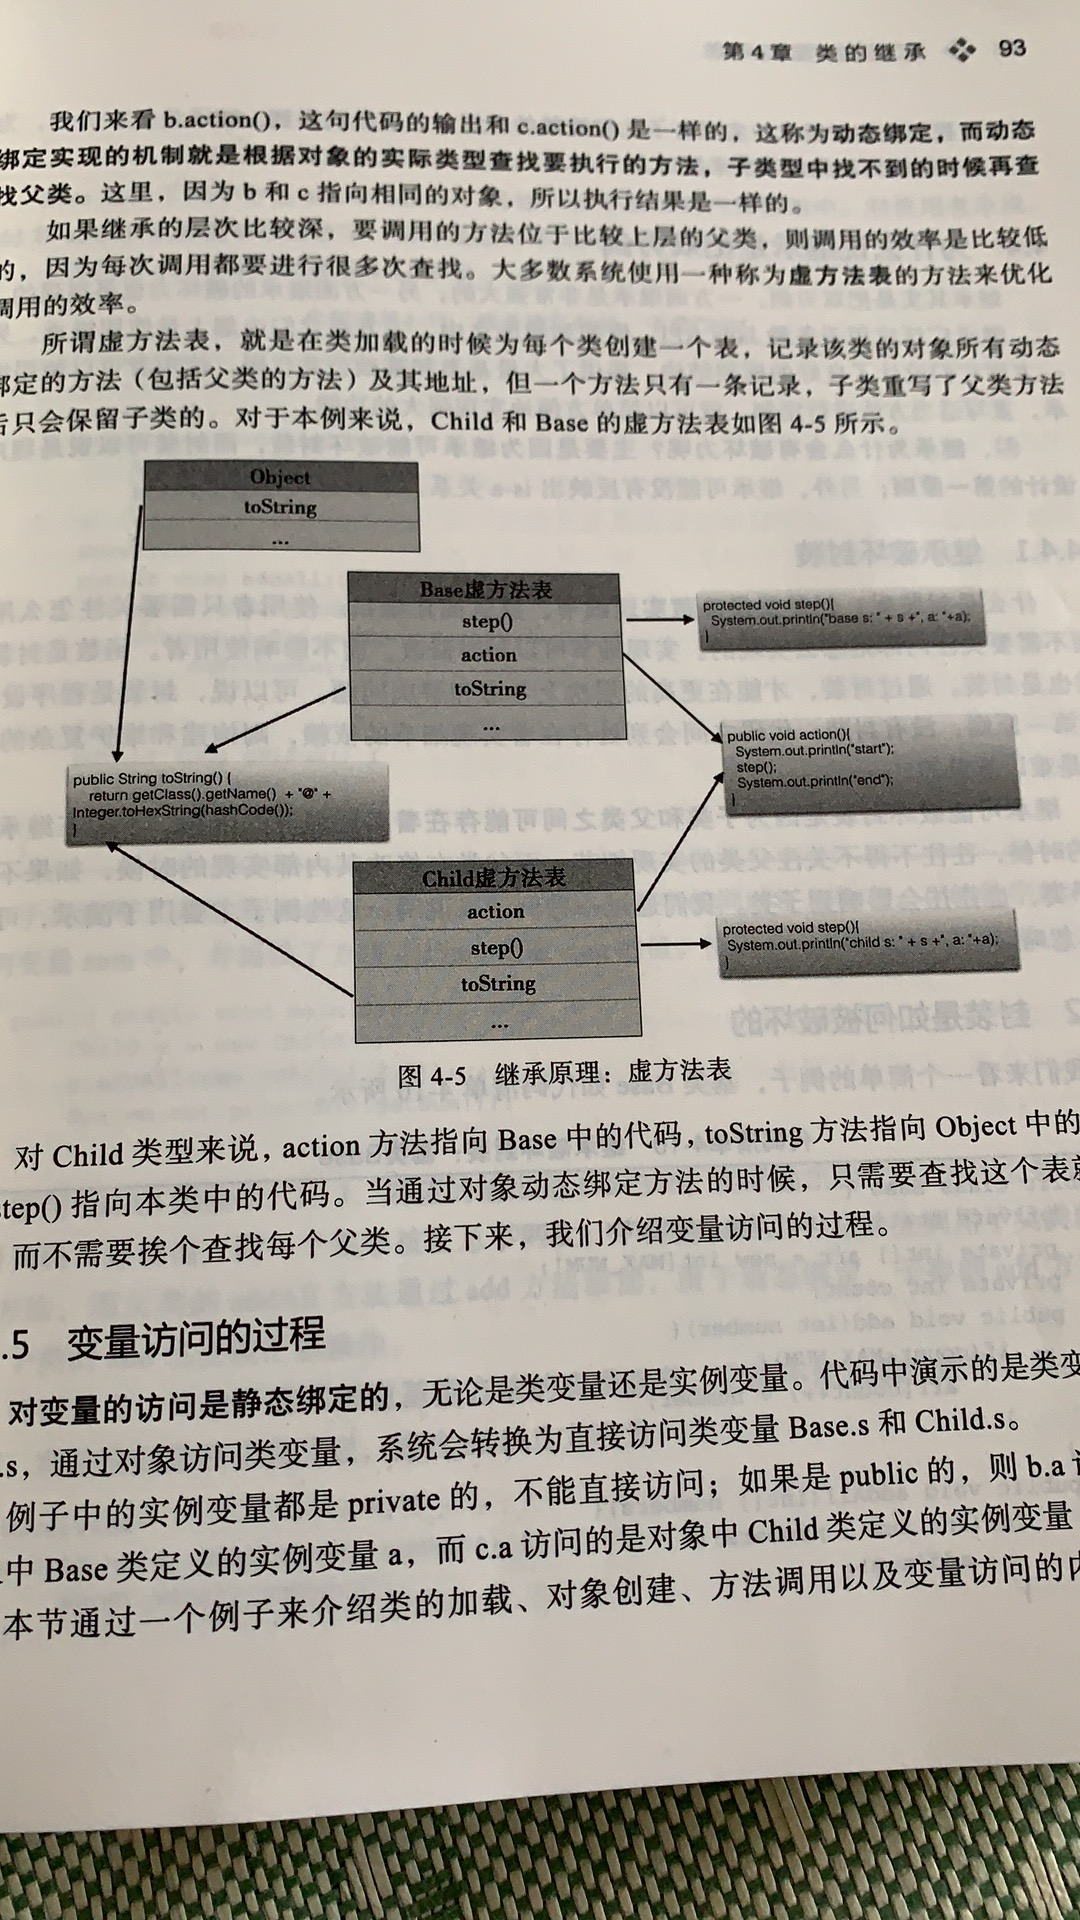 第4章 类的继承 93
我们来看 b.action()，这句代码的输出和 c.action() 是一样的，这称为动态绑定，而动态
绑定实现的机制就是根据对象的实际类型查找要执行的方法，子类型中找不到的时候再查
找父类。这里，因为 b 和 c 指向相同的对象，所以执行结果是一样的。
如果继承的层次比较深，要调用的方法位于比较上层的父类，则调用的效率是比较低
的，因为每次调用都要进行很多次查找。大多数系统使用一种称为虚方法表的方法来优化
调用的效率。
所谓虚方法表，就是在类加载的时候为每个类创建一个表，记录该类的对象所有动态
绑定的方法（包括父类的方法）及其地址，但一个方法只有一条记录，子类重写了父类方法
后只会保留子类的。对于本例来说，Child 和 Base 的虚方法表如图 4-5 所示。
Object
toString
...
Base虚方法表
step()
action
toString
...
protected void step(){
System.out.println("base s: " + s +", a: "+a);
}
public void action(){
System.out.println("start");
step();
System.out.println("end");
}
public String toString() {
return getClass().getName() + "@" +
Integer.toHexString(hashCode());
}
Child虚方法表
action
step()
toString
...
protected void step(){
System.out.println("child s: " + s +", a: "+a);
}
图 4-5 继承原理：虚方法表
对 Child 类型来说，action 方法指向 Base 中的代码，toString 方法指向 Object 中的
step() 指向本类中的代码。当通过对象动态绑定方法的时候，只需要查找这个表就
而不需要挨个查找每个父类。接下来，我们介绍变量访问的过程。
.5 变量访问的过程
对变量的访问是静态绑定的，无论是类变量还是实例变量。代码中演示的是类变
.s，通过对象访问类变量，系统会转换为直接访问类变量 Base.s 和 Child.s。
例子中的实例变量都是 private 的，不能直接访问；如果是 public 的，则 b.a 访
中 Base 类定义的实例变量 a，而 c.a 访问的是对象中 Child 类定义的实例变量
本节通过一个例子来介绍类的加载、对象创建、方法调用以及变量访问的内